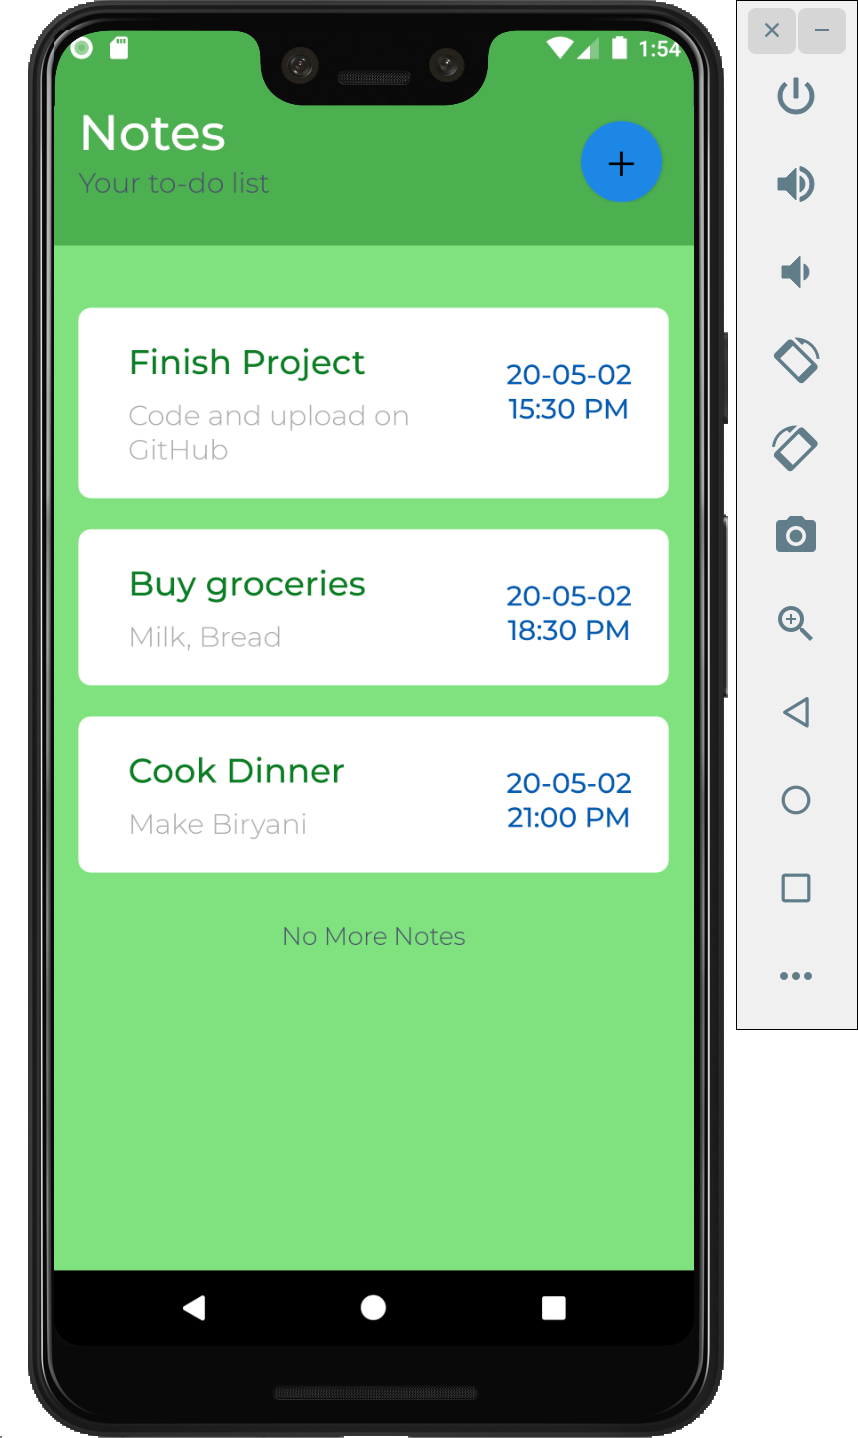 1:54
Notes
Your to-do list
+
Finish Project
Code and upload on
GitHub
20-05-02
15:30 PM
Buy groceries
Milk, Bread
20-05-02
18:30 PM
Cook Dinner
Make Biryani
20-05-02
21:00 PM
No More Notes